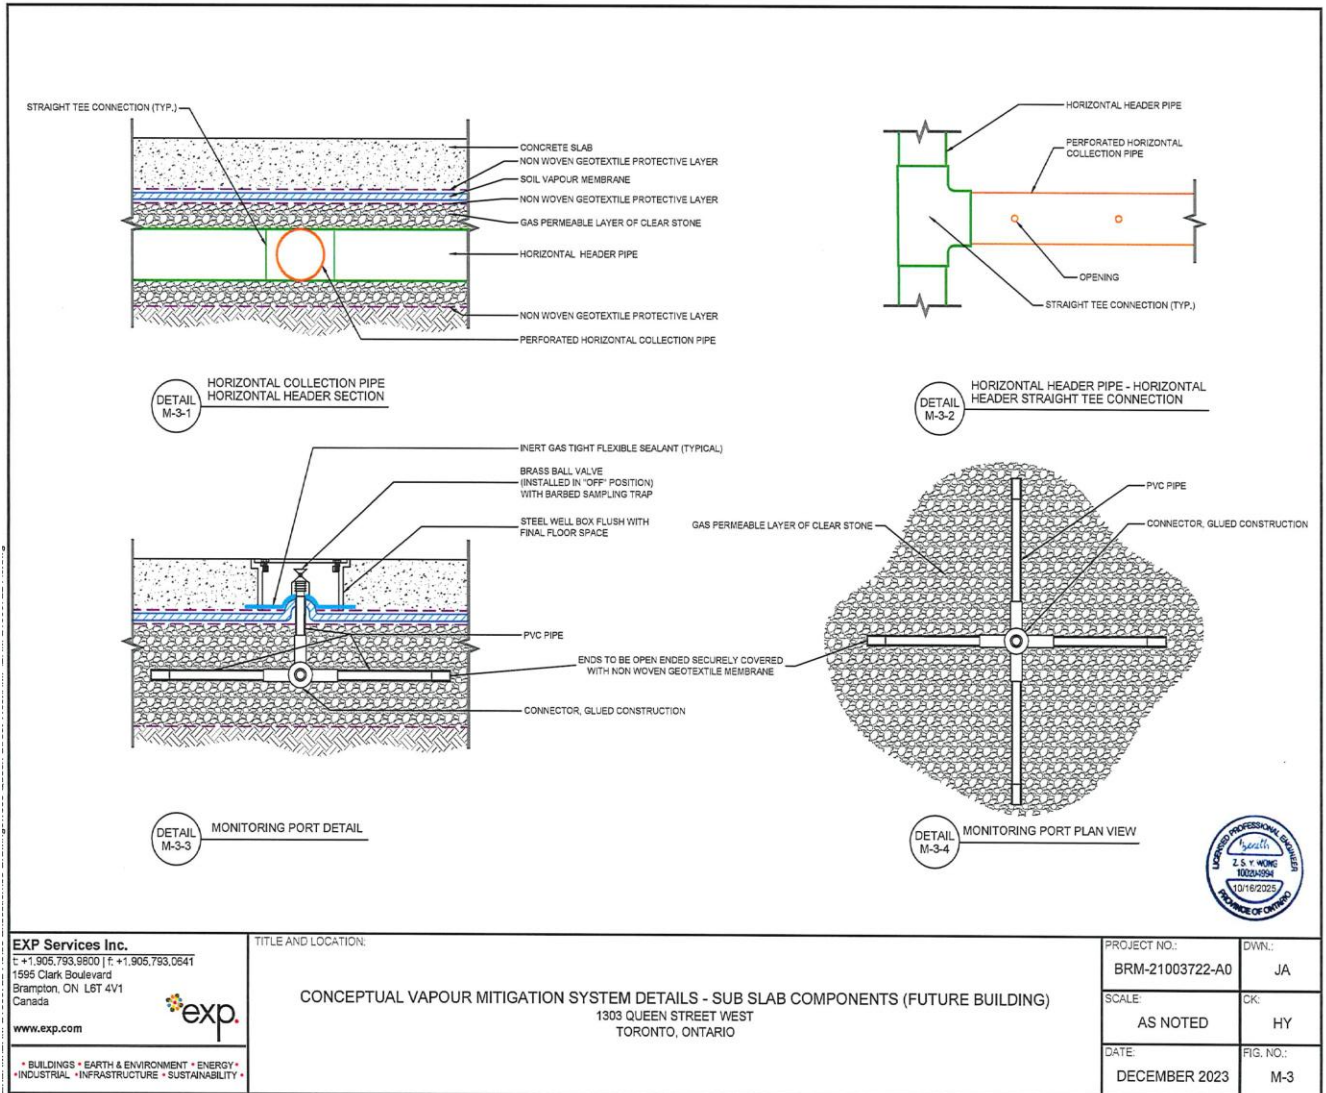 STRAIGHT TEE CONNECTION (TYP.)
CONCRETE SLAB
NON WOVEN GEOTEXTILE PROTECTIVE LAYER
SOIL VAPOUR MEMBRANE
NON WOVEN GEOTEXTILE PROTECTIVE LAYER
GAS PERMEABLE LAYER OF CLEAR STONE
HORIZONTAL HEADER PIPE
NON WOVEN GEOTEXTILE PROTECTIVE LAYER
PERFORATED HORIZONTAL COLLECTION PIPE
DETAIL
M-3-1
HORIZONTAL COLLECTION PIPE
HORIZONTAL HEADER SECTION
HORIZONTAL HEADER PIPE
PERFORATED HORIZONTAL
COLLECTION PIPE
OPENING
STRAIGHT TEE CONNECTION (TYP.)
DETAIL
M-3-2
HORIZONTAL HEADER PIPE - HORIZONTAL
HEADER STRAIGHT TEE CONNECTION
INERT GAS TIGHT FLEXIBLE SEALANT (TYPICAL)
BRASS BALL VALVE
(INSTALLED IN "OFF" POSITION)
WITH BARBED SAMPLING TRAP
STEEL WELL BOX FLUSH WITH
FINAL FLOOR SPACE
PVC PIPE
ENDS TO BE OPEN ENDED SECURELY COVERED
WITH NON WOVEN GEOTEXTILE MEMBRANE
CONNECTOR, GLUED CONSTRUCTION
DETAIL
M-3-3
MONITORING PORT DETAIL
GAS PERMEABLE LAYER OF CLEAR STONE
PVC PIPE
CONNECTOR, GLUED CONSTRUCTION
DETAIL
M-3-4
MONITORING PORT PLAN VIEW
LICENSED PROFESSIONAL ENGINEER
Z. S. Y. WONG
100204994
10/16/2025
PROVINCE OF ONTARIO
EXP Services Inc.
t: +1.905.793.9800 | f: +1.905.793.0641
1595 Clark Boulevard
Brampton, ON L6T 4V1
Canada
www.exp.com
exp.
• BUILDINGS • EARTH & ENVIRONMENT • ENERGY •
• INDUSTRIAL • INFRASTRUCTURE • SUSTAINABILITY •
TITLE AND LOCATION:
CONCEPTUAL VAPOUR MITIGATION SYSTEM DETAILS - SUB SLAB COMPONENTS (FUTURE BUILDING)
1303 QUEEN STREET WEST
TORONTO, ONTARIO
PROJECT NO.:
BRM-21003722-A0
DWN.:
JA
SCALE:
AS NOTED
CK:
HY
DATE:
DECEMBER 2023
FIG. NO.:
M-3